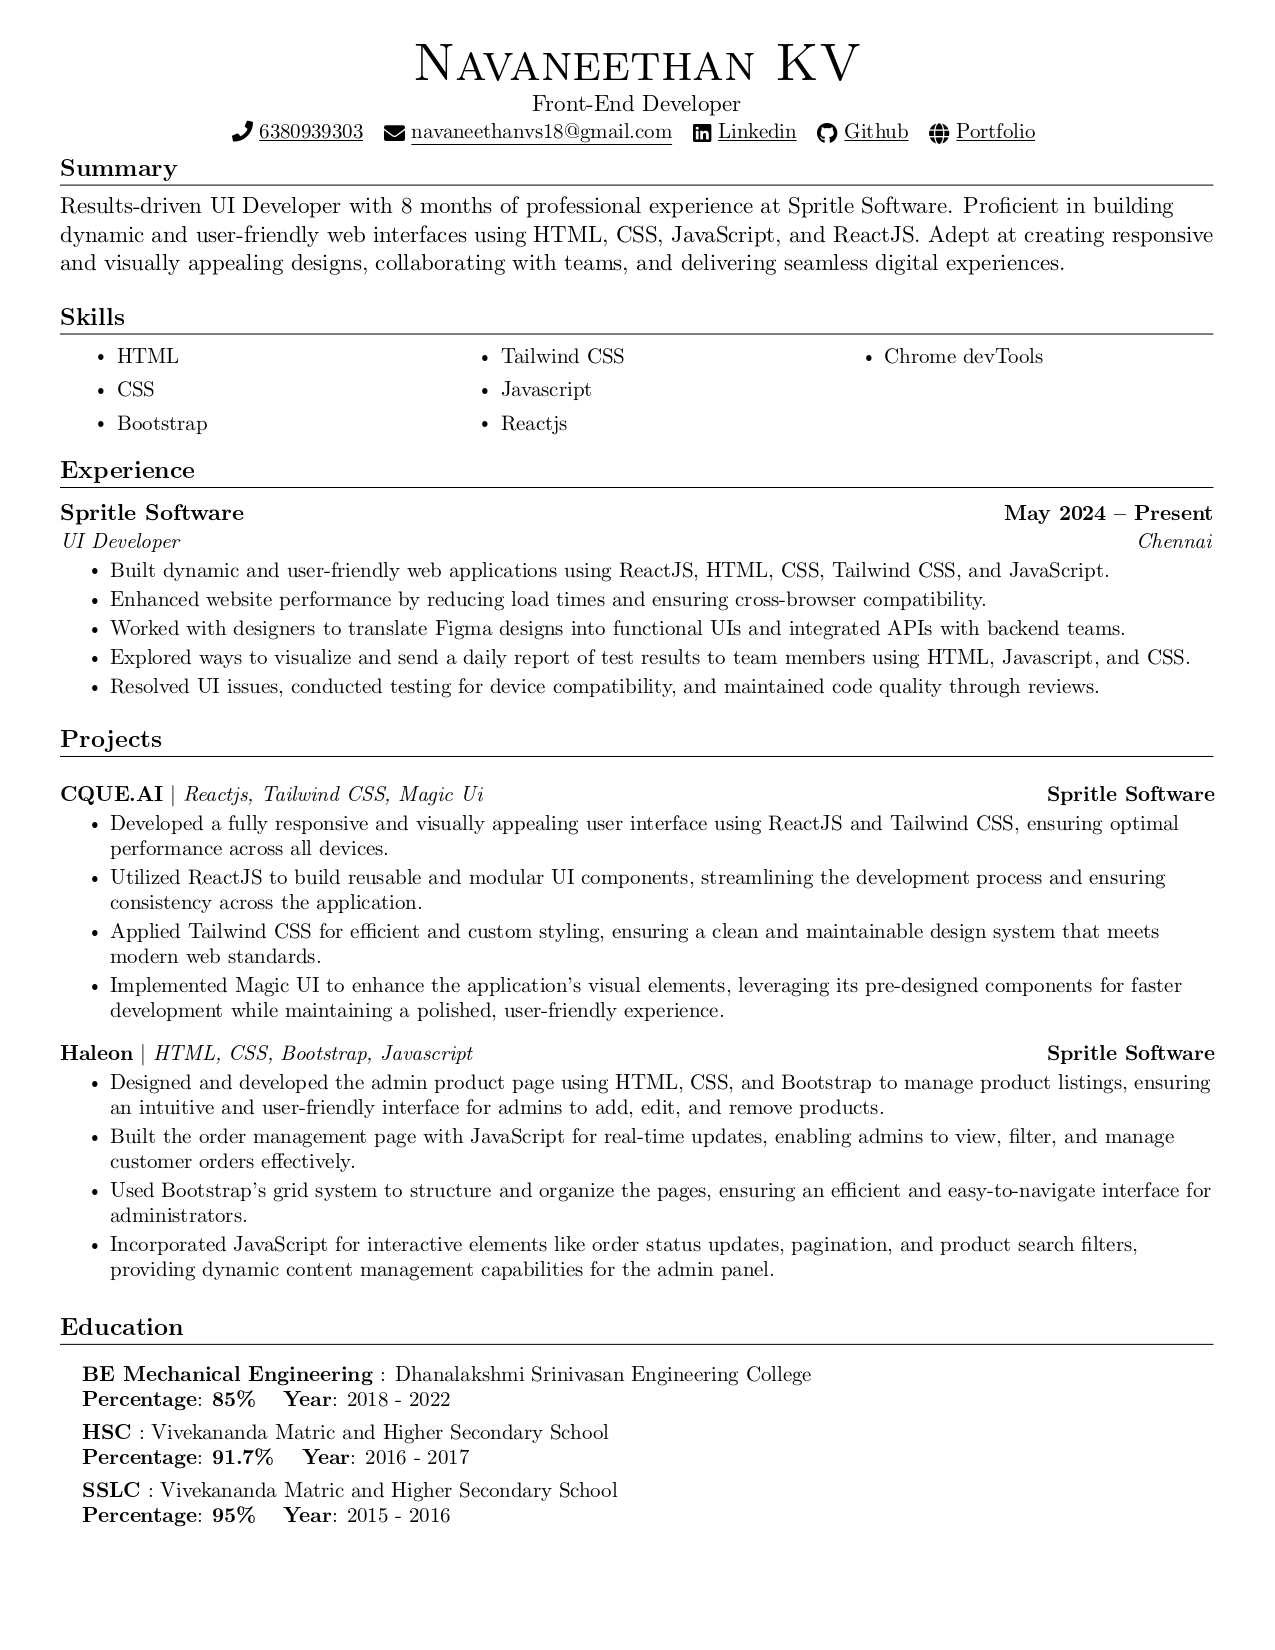 Navaneethan KV
Front-End Developer
6380939303 navaneethanvs18@gmail.com Linkedin Github Portfolio
Summary
Results-driven UI Developer with 8 months of professional experience at Spritle Software. Proficient in building
dynamic and user-friendly web interfaces using HTML, CSS, JavaScript, and ReactJS. Adept at creating responsive
and visually appealing designs, collaborating with teams, and delivering seamless digital experiences.
Skills
• HTML
• CSS
• Bootstrap
• Tailwind CSS
• Javascript
• Reactjs
• Chrome devTools
Experience
Spritle Software May 2024 – Present
UI Developer Chennai
• Built dynamic and user-friendly web applications using ReactJS, HTML, CSS, Tailwind CSS, and JavaScript.
• Enhanced website performance by reducing load times and ensuring cross-browser compatibility.
• Worked with designers to translate Figma designs into functional UIs and integrated APIs with backend teams.
• Explored ways to visualize and send a daily report of test results to team members using HTML, Javascript, and CSS.
• Resolved UI issues, conducted testing for device compatibility, and maintained code quality through reviews.
Projects
CQUE.AI | Reactjs, Tailwind CSS, Magic Ui Spritle Software
• Developed a fully responsive and visually appealing user interface using ReactJS and Tailwind CSS, ensuring optimal
performance across all devices.
• Utilized ReactJS to build reusable and modular UI components, streamlining the development process and ensuring
consistency across the application.
• Applied Tailwind CSS for efficient and custom styling, ensuring a clean and maintainable design system that meets
modern web standards.
• Implemented Magic UI to enhance the application's visual elements, leveraging its pre-designed components for faster
development while maintaining a polished, user-friendly experience.
Haleon | HTML, CSS, Bootstrap, Javascript Spritle Software
• Designed and developed the admin product page using HTML, CSS, and Bootstrap to manage product listings, ensuring
an intuitive and user-friendly interface for admins to add, edit, and remove products.
• Built the order management page with JavaScript for real-time updates, enabling admins to view, filter, and manage
customer orders effectively.
• Used Bootstrap's grid system to structure and organize the pages, ensuring an efficient and easy-to-navigate interface for
administrators.
• Incorporated JavaScript for interactive elements like order status updates, pagination, and product search filters,
providing dynamic content management capabilities for the admin panel.
Education
BE Mechanical Engineering : Dhanalakshmi Srinivasan Engineering College
Percentage: 85% Year: 2018 - 2022
HSC : Vivekananda Matric and Higher Secondary School
Percentage: 91.7% Year: 2016 - 2017
SSLC : Vivekananda Matric and Higher Secondary School
Percentage: 95% Year: 2015 - 2016